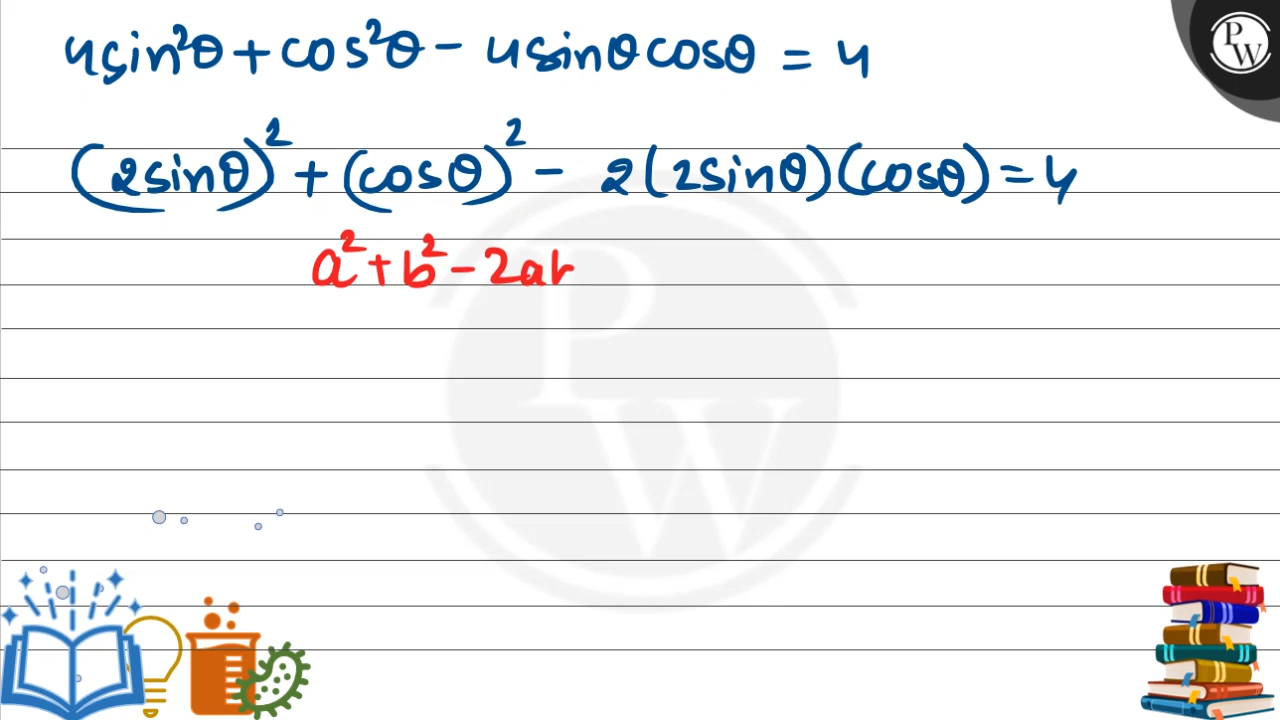 4sin²θ + cos²θ - 4sinθcosθ = 4
(2sinθ)² + (cosθ)² - 2(2sinθ)(cosθ) = 4
a² + b² - 2ab
P
W
P
W